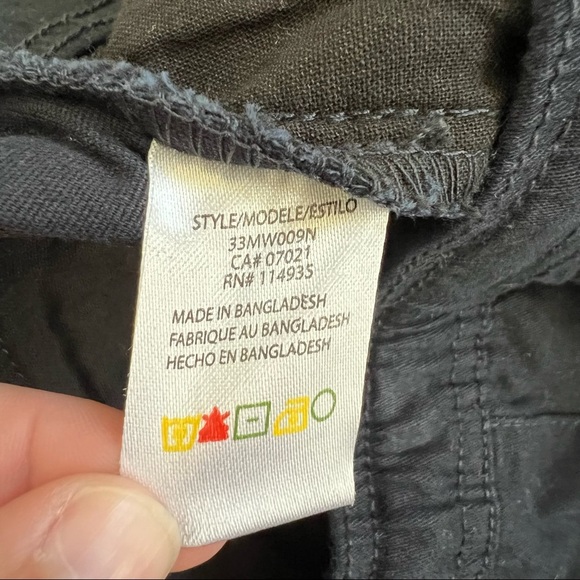 STYLE/MODELE/ESTILO
33MW009N
CA# 07021
RN# 114935
MADE IN BANGLADESH
FABRIQUE AU BANGLADESH
HECHO EN BANGLADESH